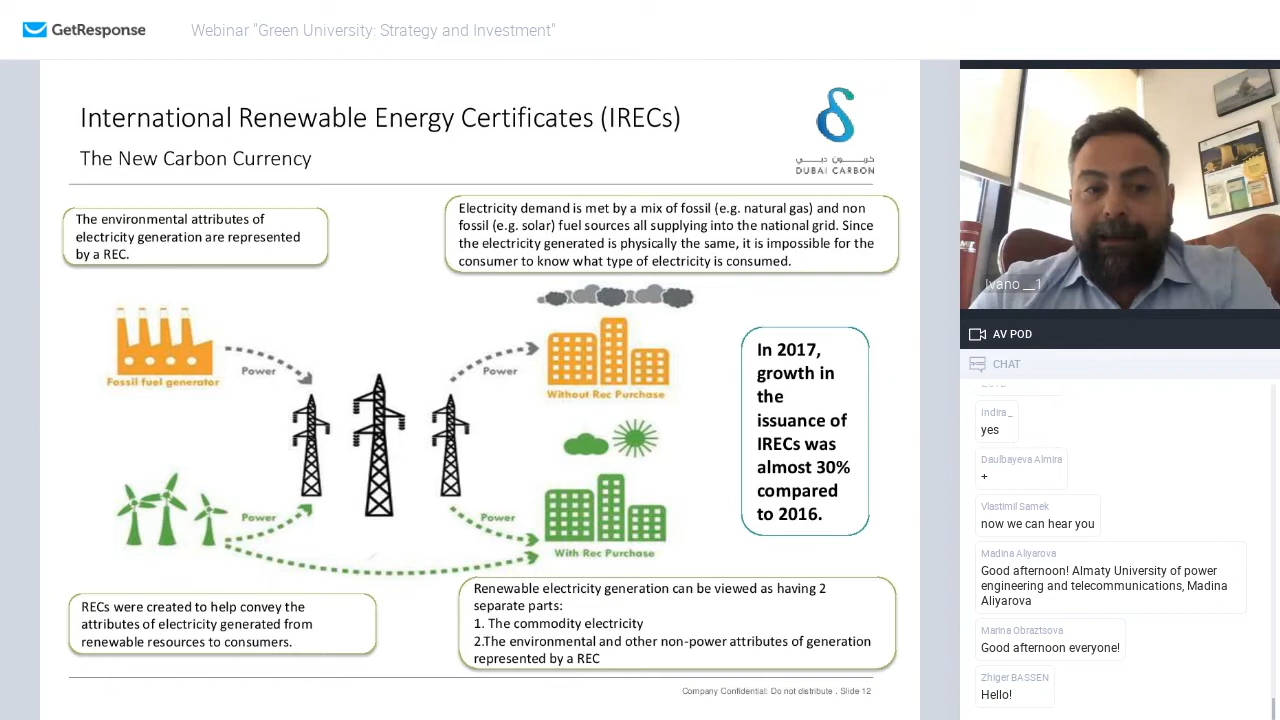 GetResponse
Webinar "Green University: Strategy and Investment"
International Renewable Energy Certificates (IRECs)
The New Carbon Currency
DUBAI CARBON
The environmental attributes of
electricity generation are represented
by a REC.
Electricity demand is met by a mix of fossil (e.g. natural gas) and non
fossil (e.g. solar) fuel sources all supplying into the national grid. Since
the electricity generated is physically the same, it is impossible for the
consumer to know what type of electricity is consumed.
Fossil fuel generator
Power
Power
Without Rec Purchase
Power
Power
With Rec Purchase
In 2017,
growth in
the
issuance of
IRECs was
almost 30%
compared
to 2016.
RECs were created to help convey the
attributes of electricity generated from
renewable resources to consumers.
Renewable electricity generation can be viewed as having 2
separate parts:
1. The commodity electricity
2.The environmental and other non-power attributes of generation
represented by a REC
Company Confidential: Do not distribute . Slide 12
Ivano __1
AV POD
CHAT
Indira _
yes
Daulbayeva Almira
+
Vlastimil Samek
now we can hear you
Madina Aliyarova
Good afternoon! Almaty University of power
engineering and telecommunications, Madina
Aliyarova
Marina Obraztsova
Good afternoon everyone!
Zhiger BASSEN
Hello!